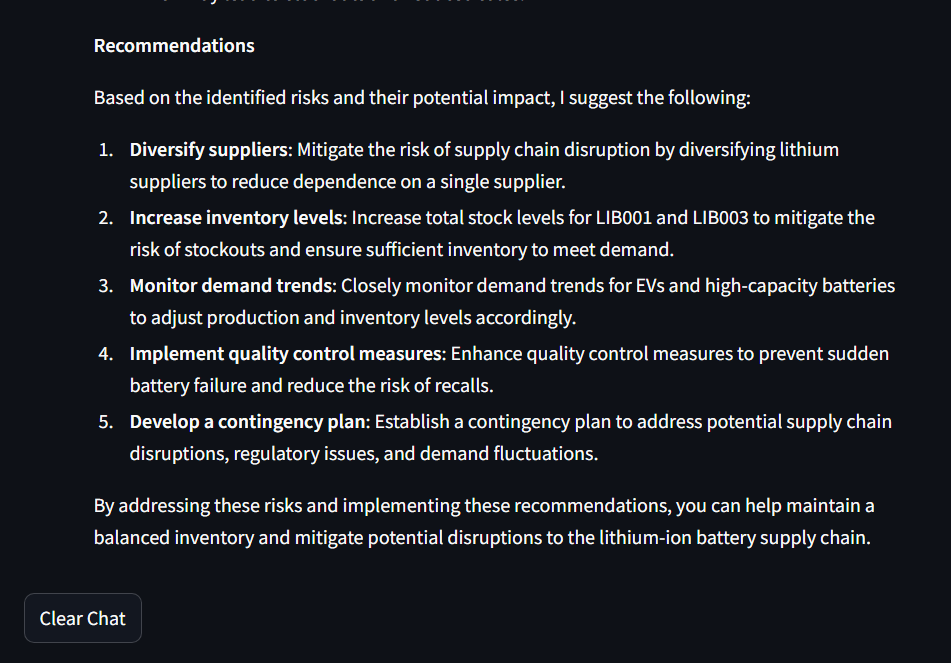 Recommendations
Based on the identified risks and their potential impact, I suggest the following:
1. Diversify suppliers: Mitigate the risk of supply chain disruption by diversifying lithium
suppliers to reduce dependence on a single supplier.
2. Increase inventory levels: Increase total stock levels for LIB001 and LIB003 to mitigate the
risk of stockouts and ensure sufficient inventory to meet demand.
3. Monitor demand trends: Closely monitor demand trends for EVs and high-capacity batteries
to adjust production and inventory levels accordingly.
4. Implement quality control measures: Enhance quality control measures to prevent sudden
battery failure and reduce the risk of recalls.
5. Develop a contingency plan: Establish a contingency plan to address potential supply chain
disruptions, regulatory issues, and demand fluctuations.
By addressing these risks and implementing these recommendations, you can help maintain a
balanced inventory and mitigate potential disruptions to the lithium-ion battery supply chain.
Clear Chat